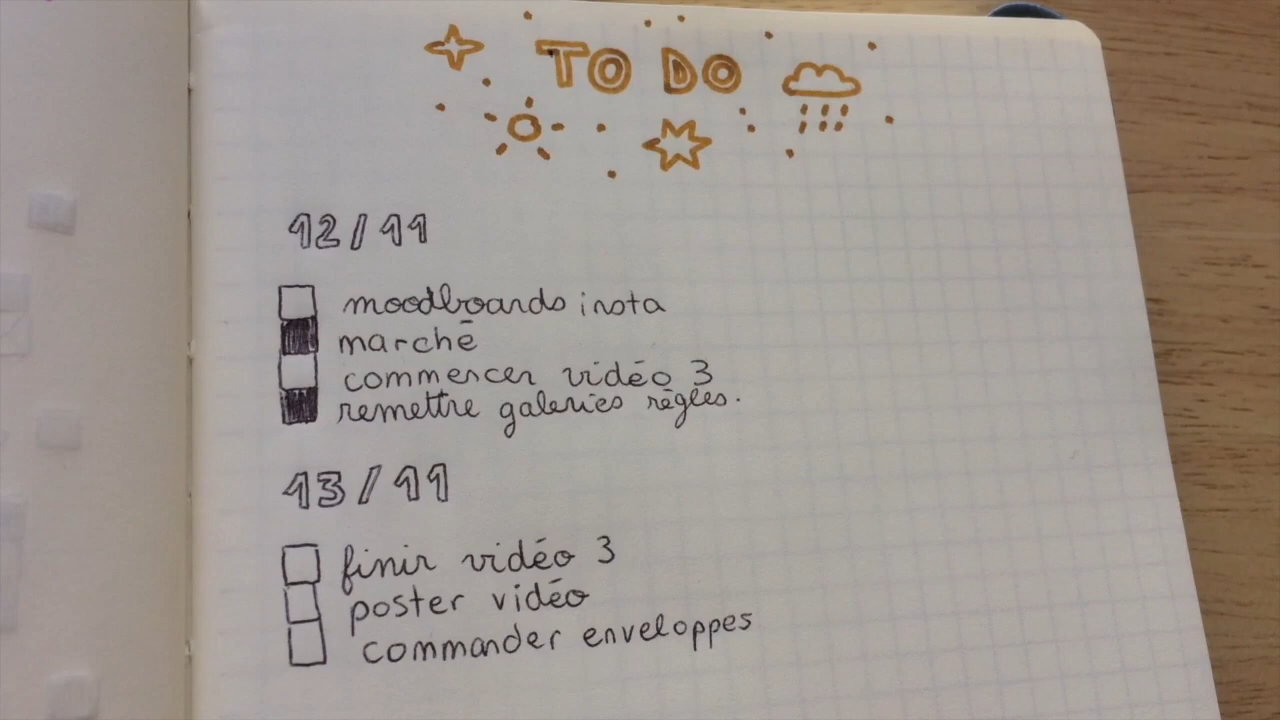 TO DO
12/11
moodboards insta
marché
commencer vidéo 3
remettre galeries règles.
13/11
finir vidéo 3
poster vidéo
commander enveloppes